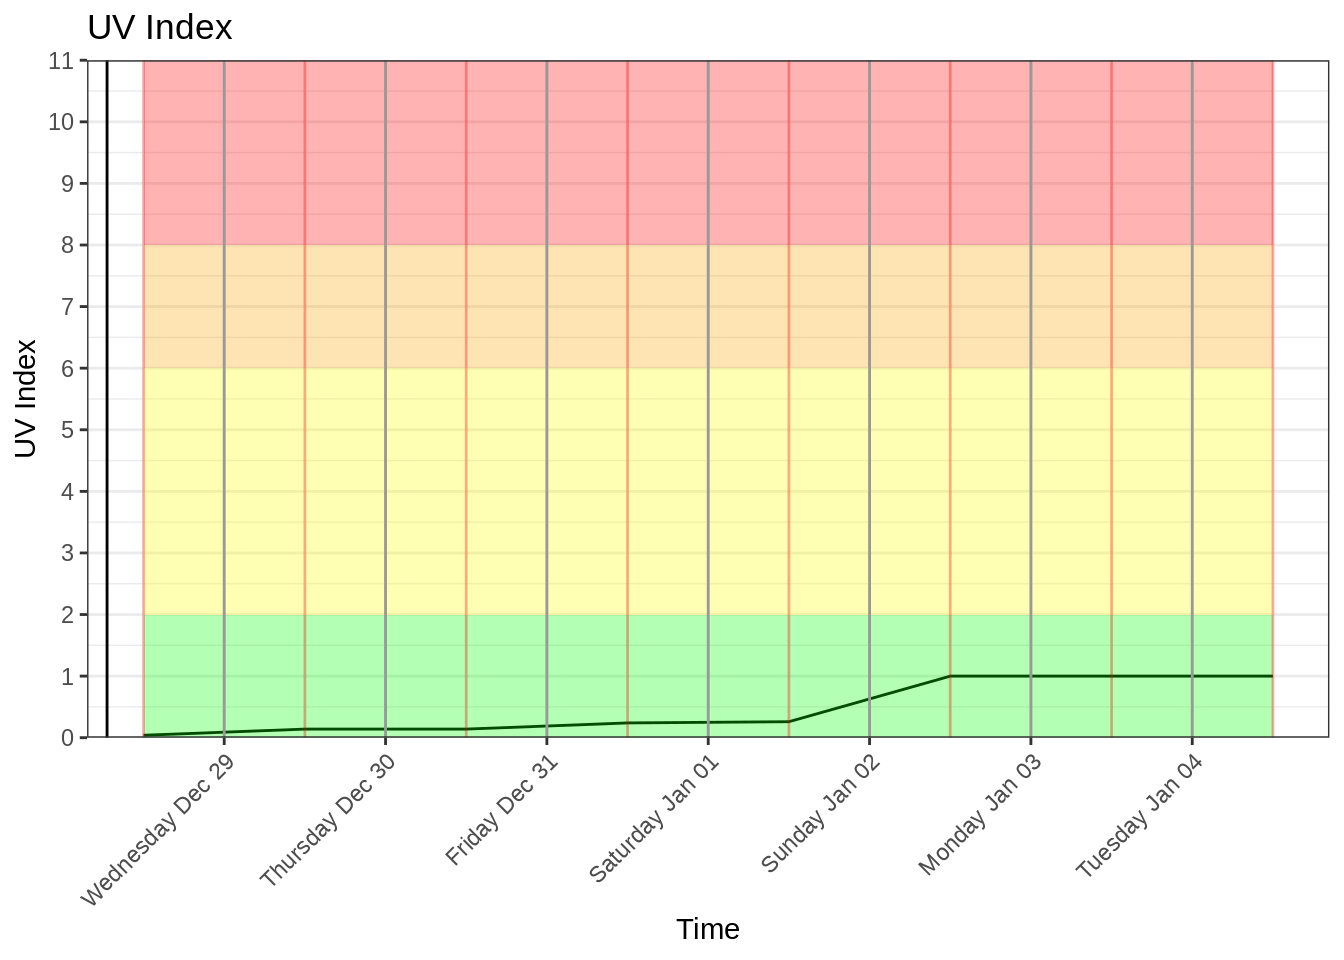 UV Index
11
10
9
8
7
6
5
4
3
2
1
0
UV Index
Wednesday Dec 29
Thursday Dec 30
Friday Dec 31
Saturday Jan 01
Sunday Jan 02
Monday Jan 03
Tuesday Jan 04
Time